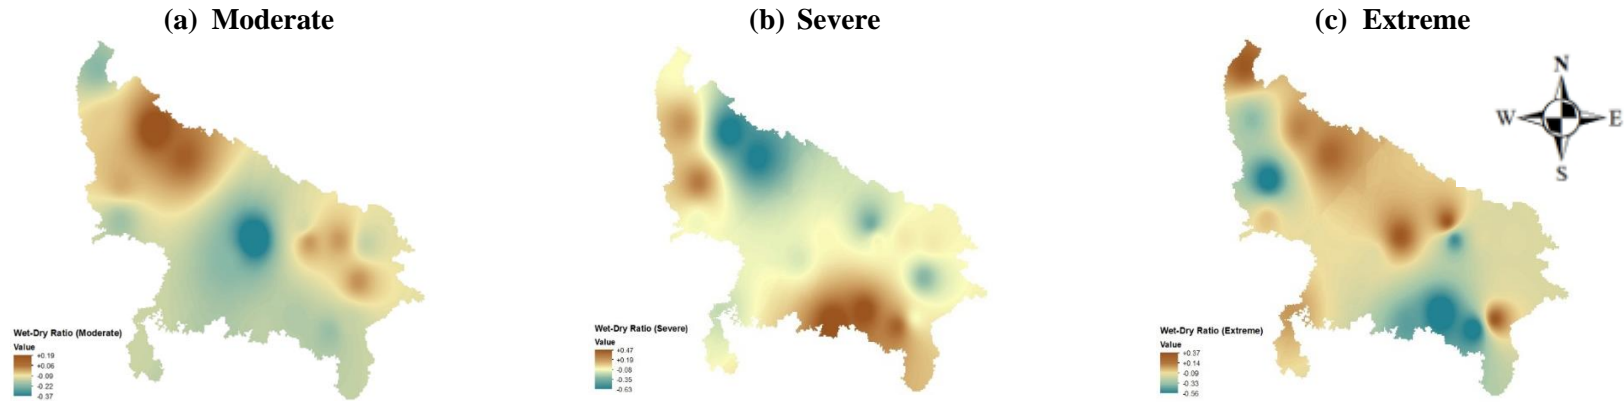 (a) Moderate
(b) Severe
(c) Extreme
N
W E
S
Wet-Dry Ratio (Moderate)
Value
+0.19
+0.06
-0.09
-0.22
-0.37
Wet-Dry Ratio (Severe)
Value
+0.47
+0.19
-0.08
-0.35
-0.63
Wet-Dry Ratio (Extreme)
Value
+0.37
+0.14
-0.09
-0.33
-0.56